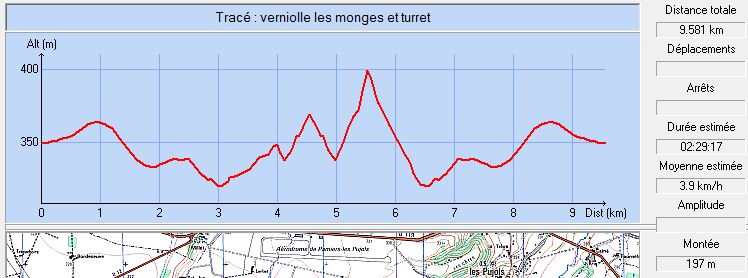 Tracé : verniolle les monges et turret
Alt (m)
400
350
0 1 2 3 4 5 6 7 8 9 Dist (km)
Distance totale
9.581 km
Déplacements
Arrêts
Durée estimée
02:29:17
Moyenne estimée
3.9 km/h
Amplitude
Montée
197 m
Aérodrome de Pamiers-les Pujols
les Pujols